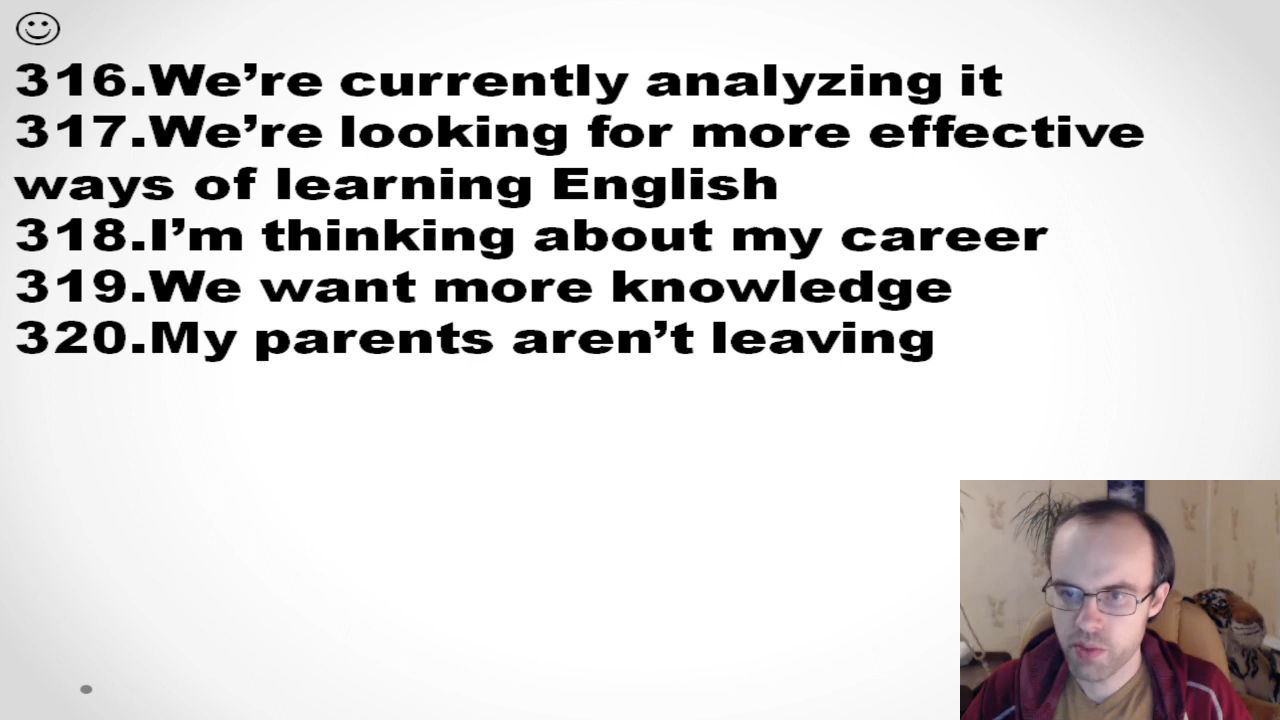 316.We’re currently analyzing it
317.We’re looking for more effective
ways of learning English
318.I’m thinking about my career
319.We want more knowledge
320.My parents aren’t leaving